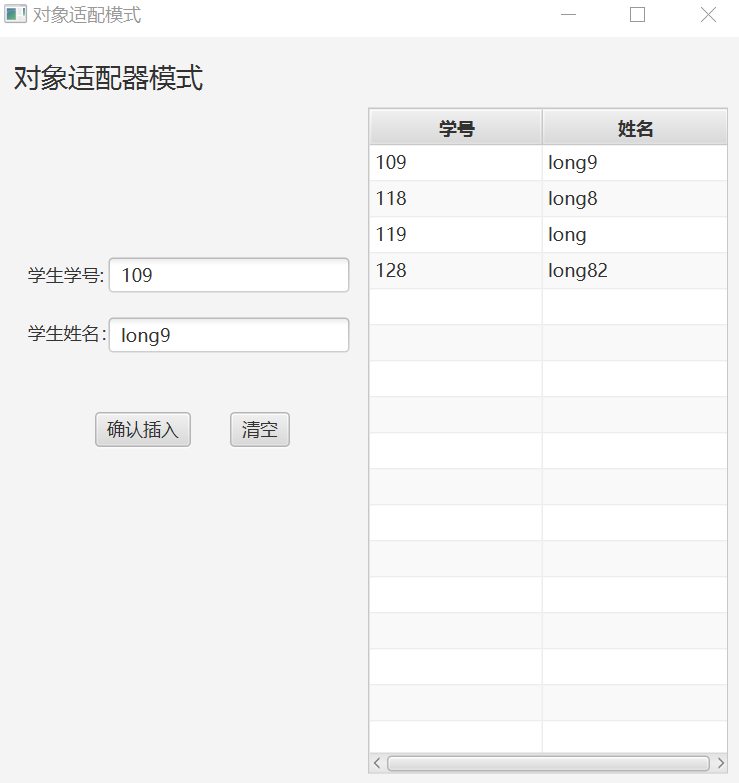 对象适配模式
对象适配器模式
学生学号: 109
学生姓名: long9
确认插入 清空
学号 姓名
109 long9
118 long8
119 long
128 long82